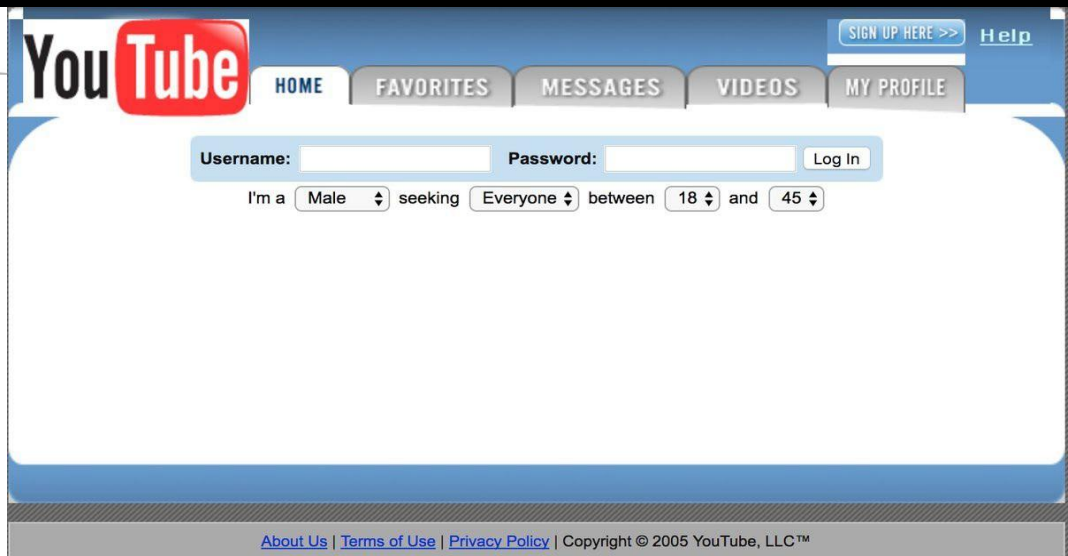 YouTube
SIGN UP HERE >> Help
HOME FAVORITES MESSAGES VIDEOS MY PROFILE
Username: Password: Log In
I'm a Male seeking Everyone between 18 and 45
About Us | Terms of Use | Privacy Policy | Copyright © 2005 YouTube, LLC™